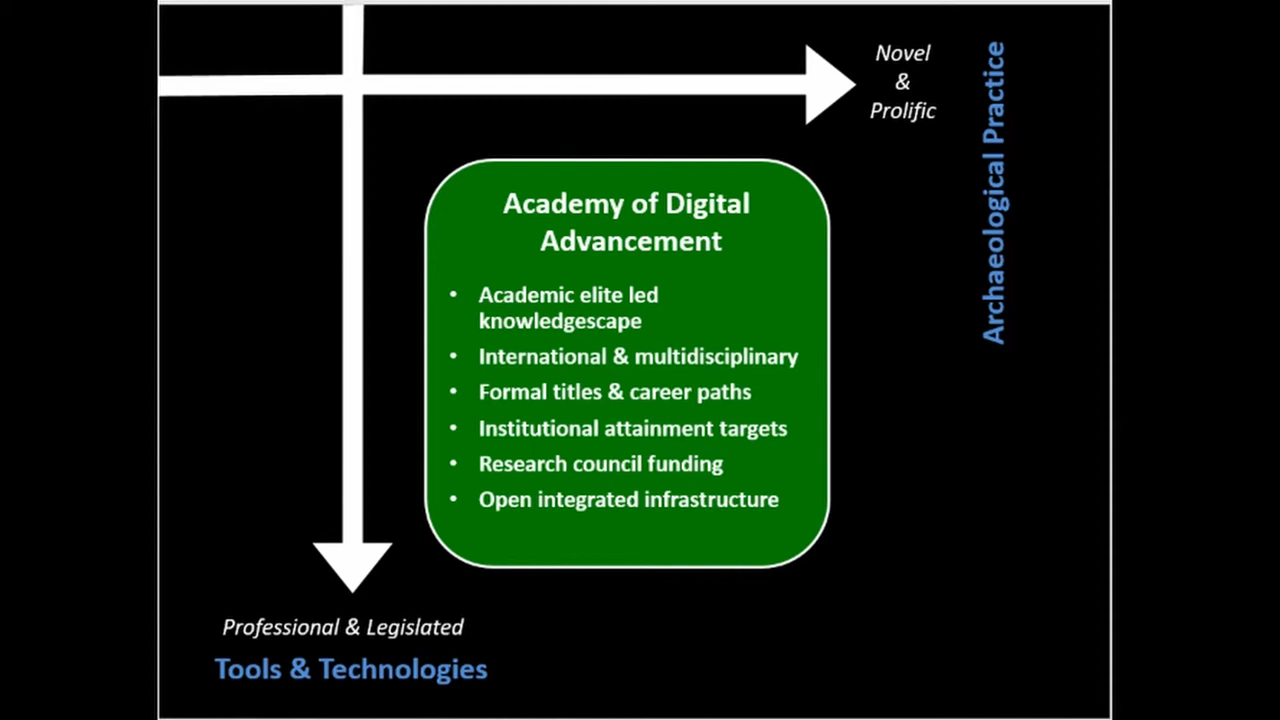 Novel
&
Prolific
Archaeological Practice
Academy of Digital
Advancement
• Academic elite led
knowledgescape
• International & multidisciplinary
• Formal titles & career paths
• Institutional attainment targets
• Research council funding
• Open integrated infrastructure
Professional & Legislated
Tools & Technologies